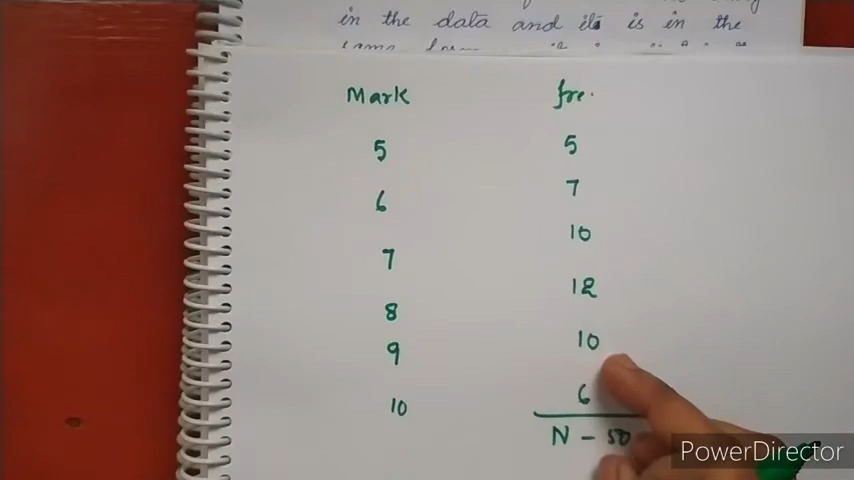 in the data and its is in the
same
Mark fre.
5 5
6 7
7 10
8 12
9 10
10 6
N - 50
PowerDirector